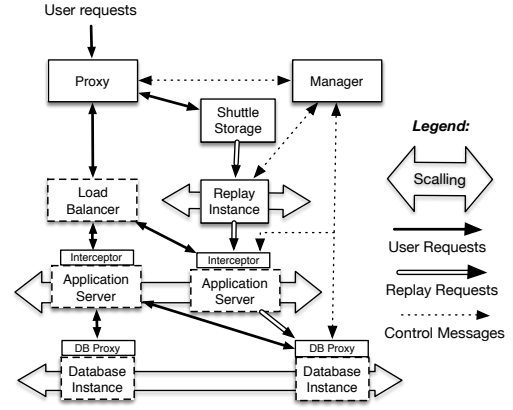 User requests
Proxy
Manager
Shuttle
Storage
Legend:
Scalling
Load
Balancer
Replay
Instance
User Requests
Interceptor
Interceptor
Application
Server
Application
Server
Replay Requests
Control Messages
DB Proxy
DB Proxy
Database
Instance
Database
Instance